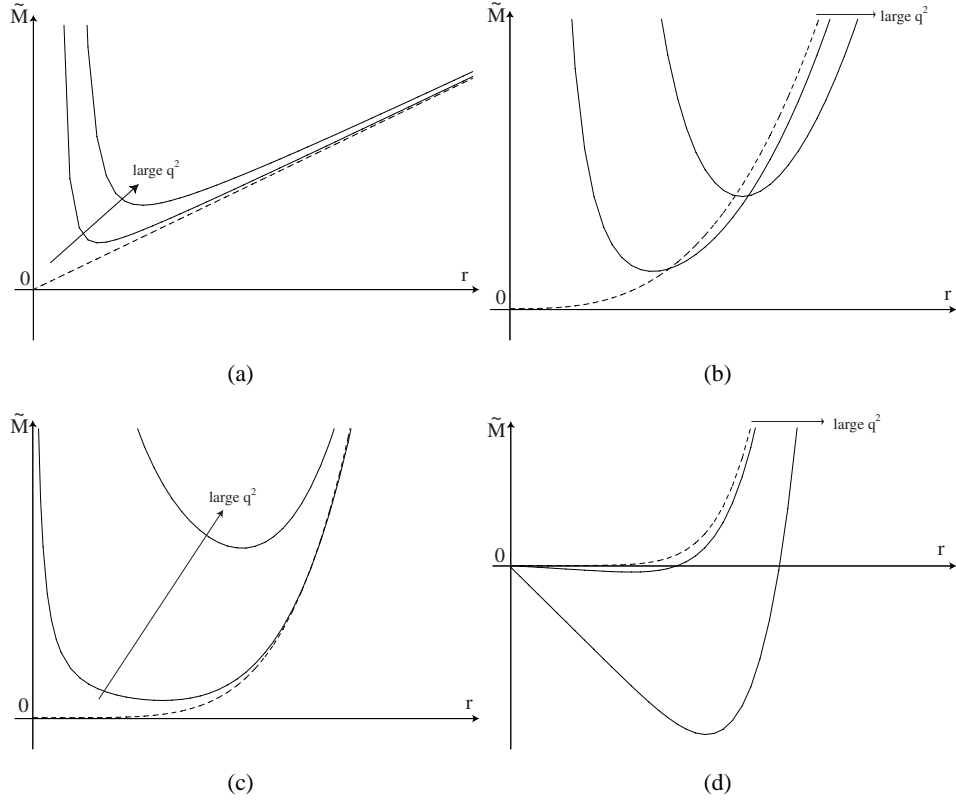 M̃
large q²
0
r
(a)
M̃
large q²
0
r
(b)
M̃
large q²
0
r
(c)
M̃
large q²
0
r
(d)